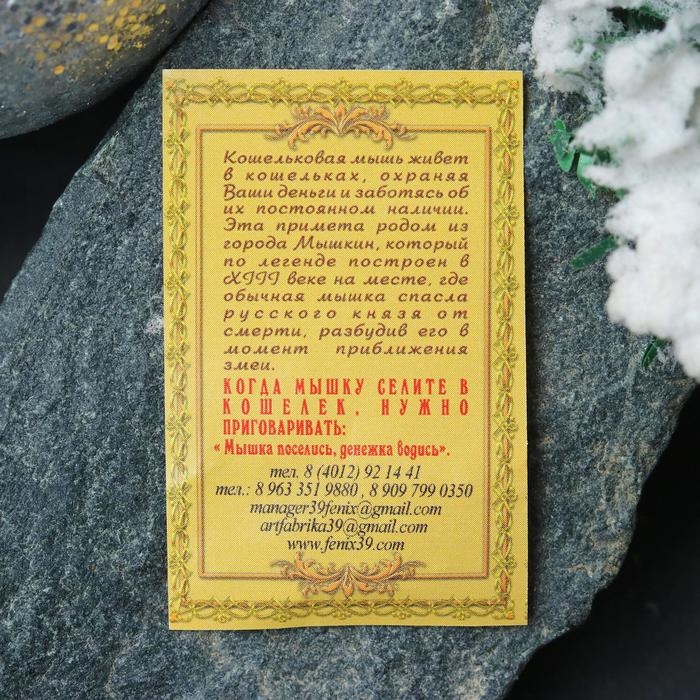 Кошельковая мышь живет
в кошельках, охраняя
Ваши деньги и заботясь об
их постоянном наличии.
Эта примета родом из
города Мышкин, который
по легенде построен в
XIII веке на месте, где
обычная мышка спасла
русского князя от
смерти, разбудив его в
момент приближения
змеи.
КОГДА МЫШКУ СЕЛИТЕ В
КОШЕЛЕК, НУЖНО
ПРИГОВАРИВАТЬ:
« Мышка поселись, денежка водись».
тел. 8 (4012) 92 14 41
тел.: 8 963 351 9880 , 8 909 799 0350
manager39fenix@gmail.com
artfabrika39@gmail.com
www.fenix39.com